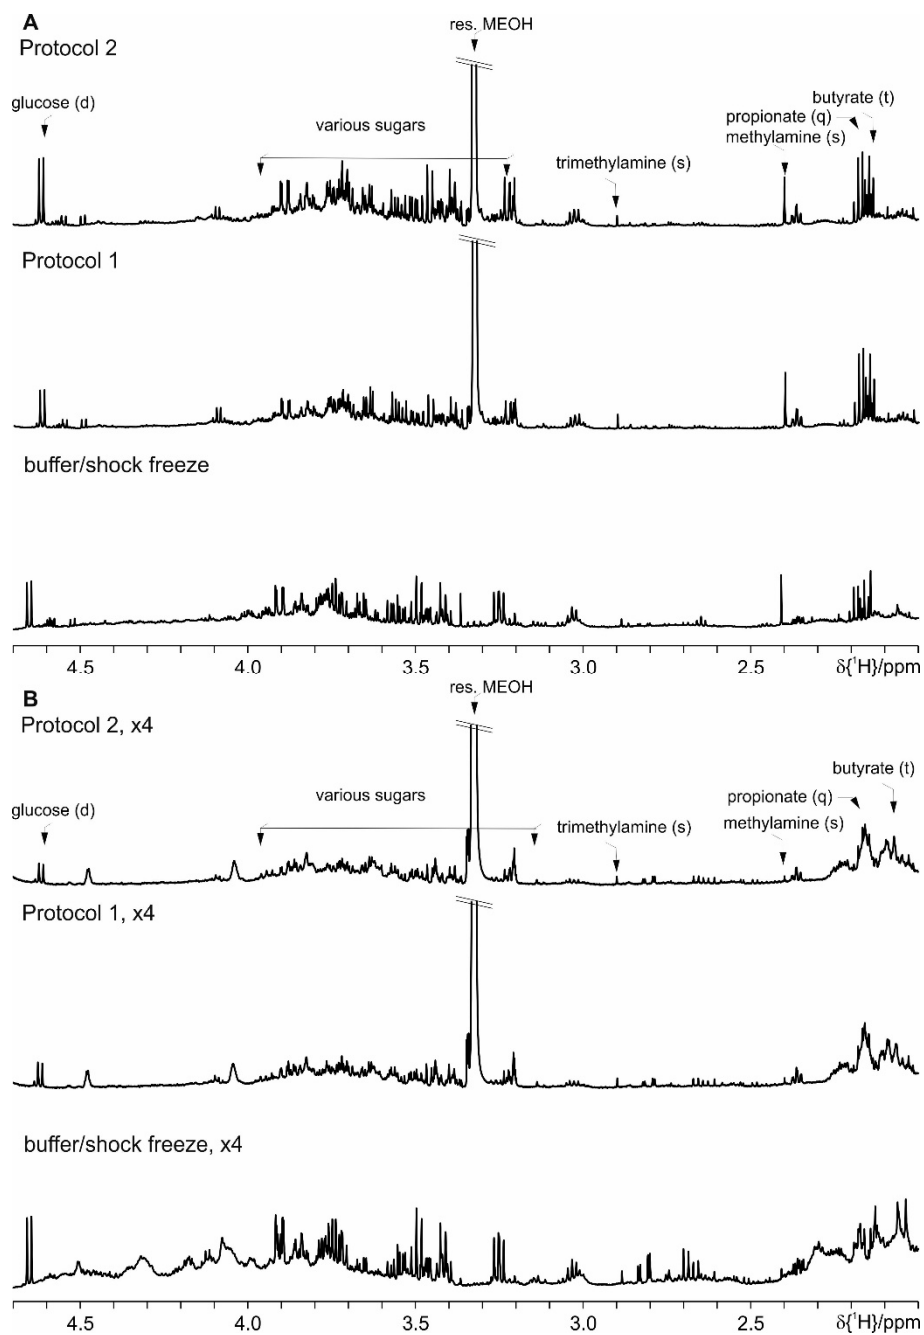 A
Protocol 2
res. MEOH
glucose (d)
various sugars
butyrate (t)
propionate (q)
methylamine (s)
trimethylamine (s)
Protocol 1
buffer/shock freeze
4.5 4.0 3.5 3.0 2.5 δ{¹H}/ppm
B
Protocol 2, x4
res. MEOH
glucose (d)
various sugars
butyrate (t)
propionate (q)
methylamine (s)
trimethylamine (s)
Protocol 1, x4
buffer/shock freeze, x4
4.5 4.0 3.5 3.0 2.5 δ{¹H}/ppm